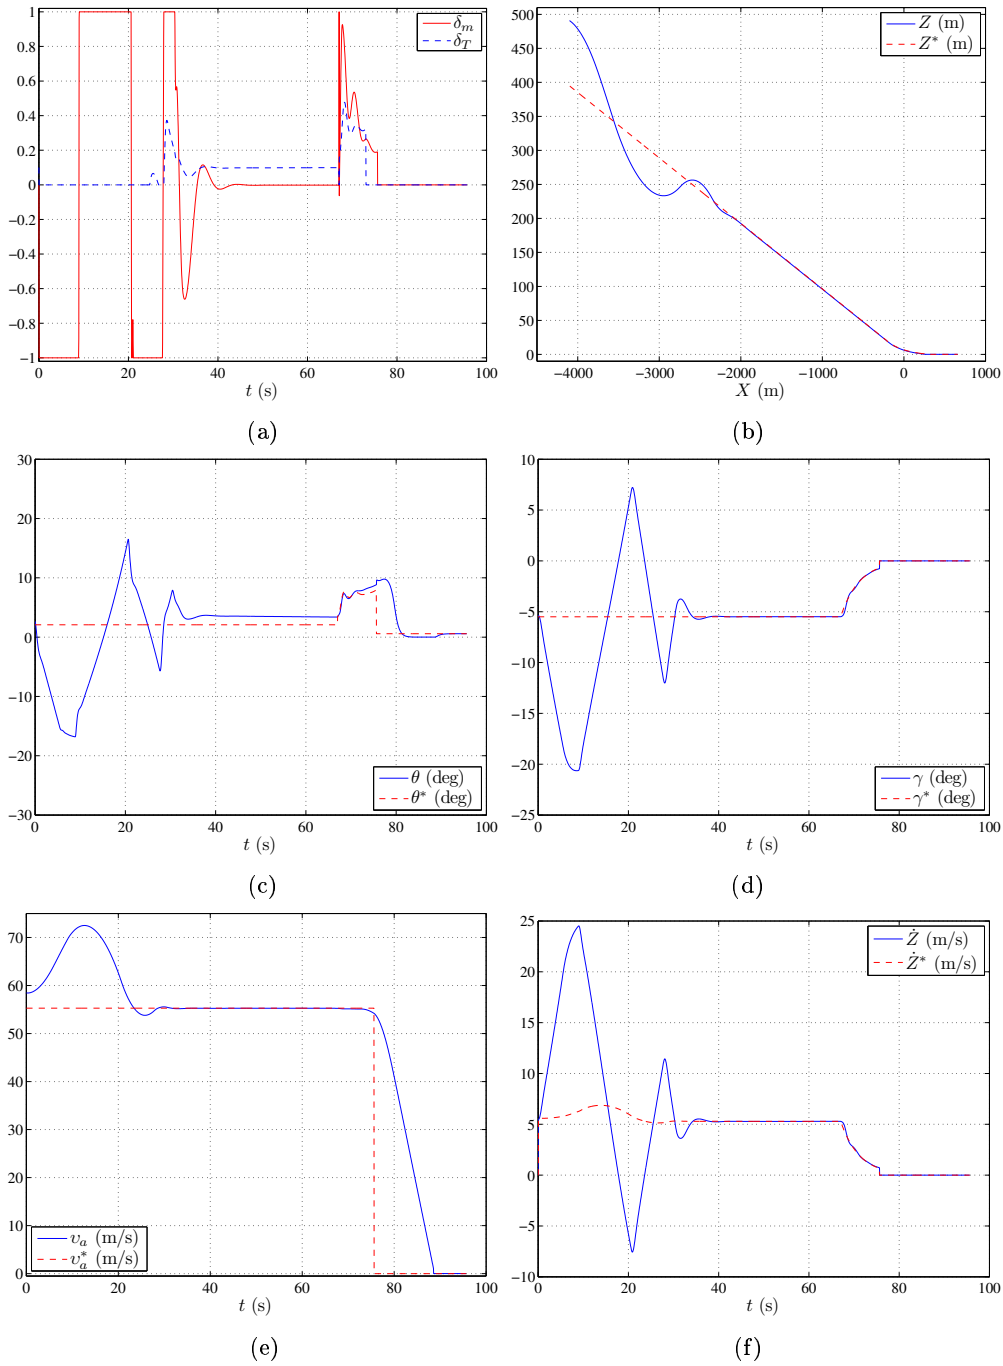 1
0.8
0.6
0.4
0.2
0
−0.2
−0.4
−0.6
−0.8
−1
0 20 40 60 80 100
t (s)
δm
δT
(a)
500
450
400
350
300
250
200
150
100
50
0
−4000 −3000 −2000 −1000 0 1000
X (m)
Z (m)
Z* (m)
(b)
30
20
10
0
−10
−20
−30
0 20 40 60 80 100
t (s)
θ (deg)
θ* (deg)
(c)
10
5
0
−5
−10
−15
−20
−25
0 20 40 60 80 100
t (s)
γ (deg)
γ* (deg)
(d)
70
60
50
40
30
20
10
0
0 20 40 60 80 100
t (s)
υa (m/s)
υa* (m/s)
(e)
25
20
15
10
5
0
−5
−10
0 20 40 60 80 100
t (s)
Ż (m/s)
Ż* (m/s)
(f)